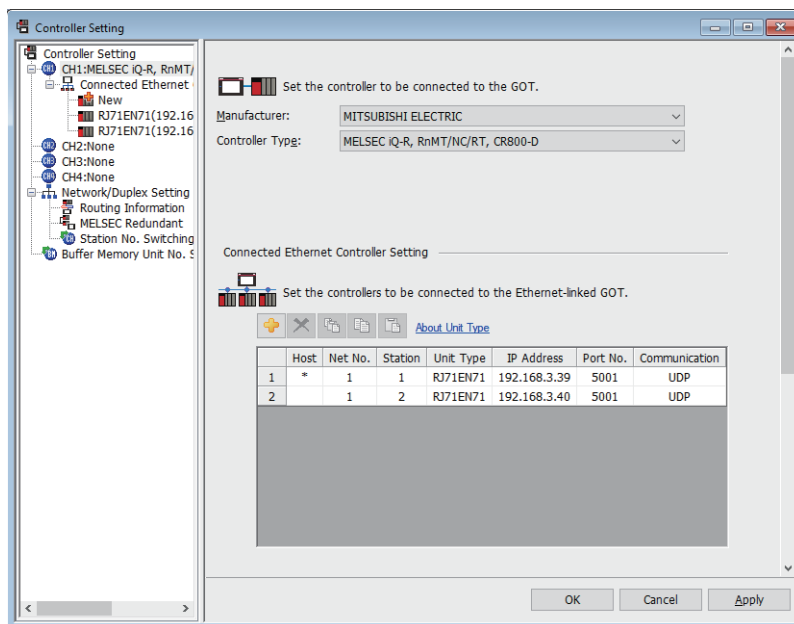 Controller Setting
Controller Setting
CH1:MELSEC iQ-R, RnMT/
Connected Ethernet
New
RJ71EN71(192.16
RJ71EN71(192.16
CH2:None
CH3:None
CH4:None
Network/Duplex Setting
Routing Information
MELSEC Redundant
Station No. Switching
Buffer Memory Unit No. S
Set the controller to be connected to the GOT.
Manufacturer: MITSUBISHI ELECTRIC
Controller Type: MELSEC iQ-R, RnMT/NC/RT, CR800-D
Connected Ethernet Controller Setting
Set the controllers to be connected to the Ethernet-linked GOT.
About Unit Type
Host Net No. Station Unit Type IP Address Port No. Communication
1 * 1 1 RJ71EN71 192.168.3.39 5001 UDP
2 1 2 RJ71EN71 192.168.3.40 5001 UDP
OK Cancel Apply